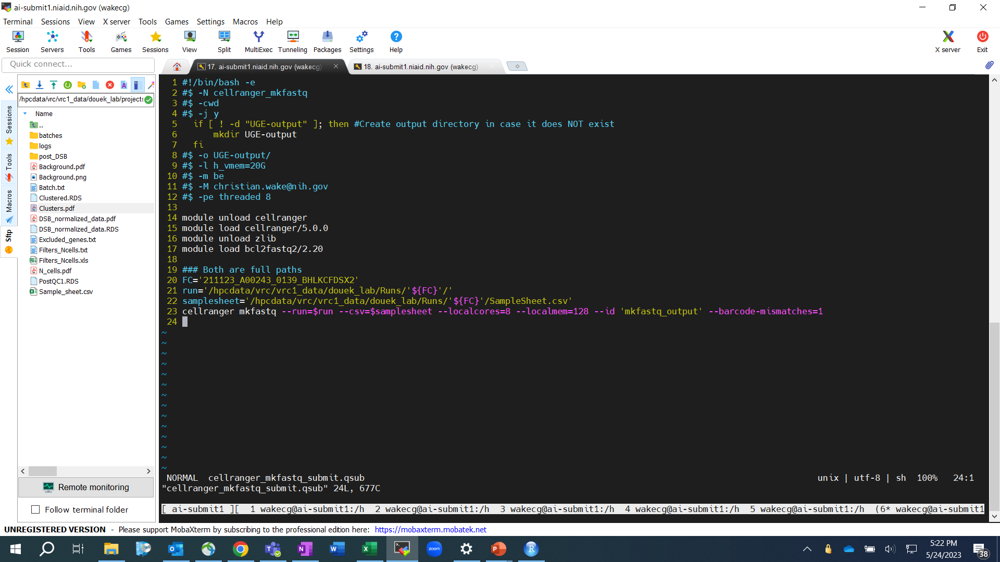 ai-submit1.niaid.nih.gov (wakecg)
Terminal Sessions View X server Tools Games Settings Macros Help
Session Servers Tools Games Sessions View Split MultiExec Tunneling Packages Settings Help X server Exit
Quick connect...
17. ai-submit1.niaid.nih.gov (wakecg)
18. ai-submit1.niaid.nih.gov (wakecg)
/hpcdata/vrc/vrc1_data/douek_lab/projects
Sessions
Tools
Macros
Sftp
Name
..
batches
logs
post_DSB
Background.pdf
Background.png
Batch.txt
Clustered.RDS
Clusters.pdf
DSB_normalized_data.pdf
DSB_normalized_data.RDS
Excluded_genes.txt
Filters_Ncells.txt
Filters_Ncells.xls
N_cells.pdf
PostQC1.RDS
Sample_sheet.csv
Remote monitoring
Follow terminal folder
1 #!/bin/bash -e
2 #$ -N cellranger_mkfastq
3 #$ -cwd
4 #$ -j y
5   if [ ! -d "UGE-output" ]; then #Create output directory in case it does NOT exist
6       mkdir UGE-output
7   fi
8 #$ -o UGE-output/
9 #$ -l h_vmem=20G
10 #$ -m be
11 #$ -M christian.wake@nih.gov
12 #$ -pe threaded 8
13
14 module unload cellranger
15 module load cellranger/5.0.0
16 module unload zlib
17 module load bcl2fastq2/2.20
18
19 ### Both are full paths
20 FC='211123_A00243_0139_BHLKCFDSX2'
21 run='/hpcdata/vrc/vrc1_data/douek_lab/Runs/'${FC}'/'
22 samplesheet='/hpcdata/vrc/vrc1_data/douek_lab/Runs/'${FC}'/SampleSheet.csv'
23 cellranger mkfastq --run=$run --csv=$samplesheet --localcores=8 --localmem=128 --id 'mkfastq_output' --barcode-mismatches=1
24
~
~
~
~
~
~
~
~
~
~
~
~
~
~
NORMAL cellranger_mkfastq_submit.qsub unix | utf-8 | sh 100% 24:1
"cellranger_mkfastq_submit.qsub" 24L, 677C
[ ai-submit1 ][ 1 wakecg@ai-submit1:/h 2 wakecg@ai-submit1:/h 3 wakecg@ai-submit1:/h 4 wakecg@ai-submit1:/h 5 wakecg@ai-submit1:/h (6* wakecg@ai-submit1
UNREGISTERED VERSION - Please support MobaXterm by subscribing to the professional edition here: https://mobaxterm.mobatek.net
zoom
5:22 PM
5/24/2023
38